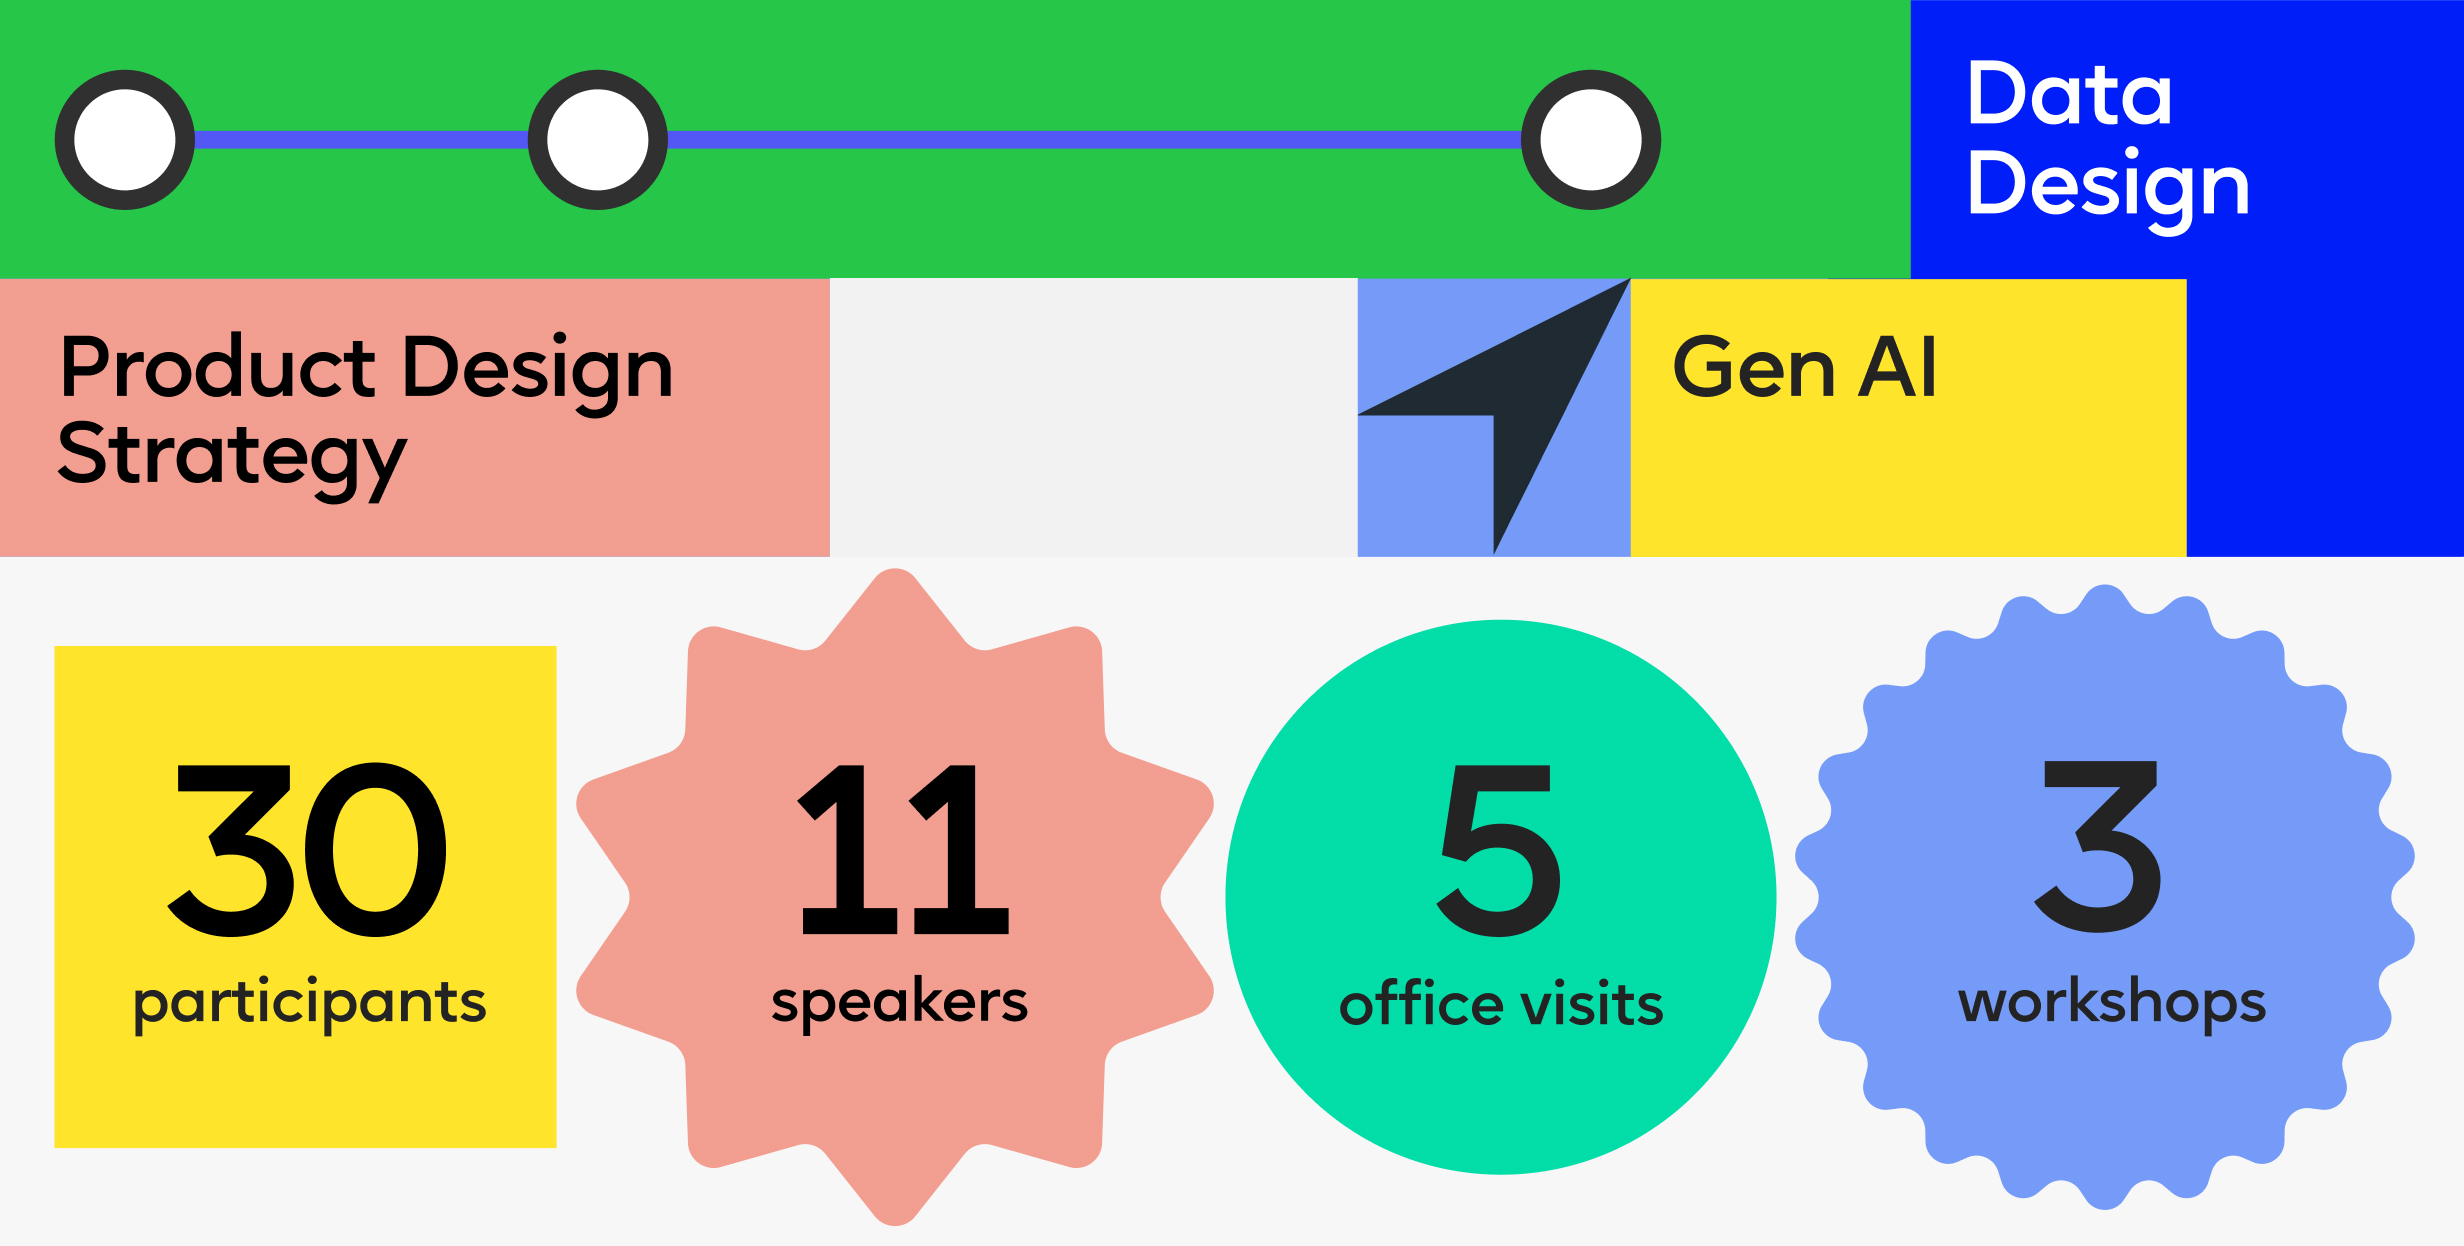 Data
Design
Product Design
Strategy
Gen AI
30
participants
11
speakers
5
office visits
3
workshops